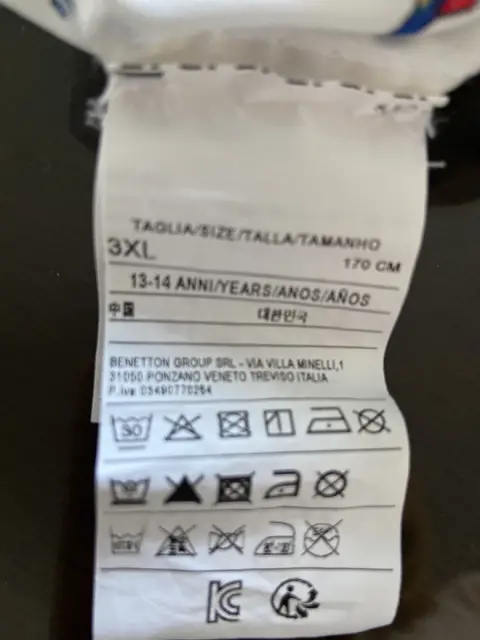 TAGLIA/SIZE/TALLA/TAMANHO
3XL 170 CM
13-14 ANNI/YEARS/ANOS/AÑOS
中国 대한민국
BENETTON GROUP SRL - VIA VILLA MINELLI,1
31050 PONZANO VENETO TREVISO ITALIA
P.iva 03490770264
30